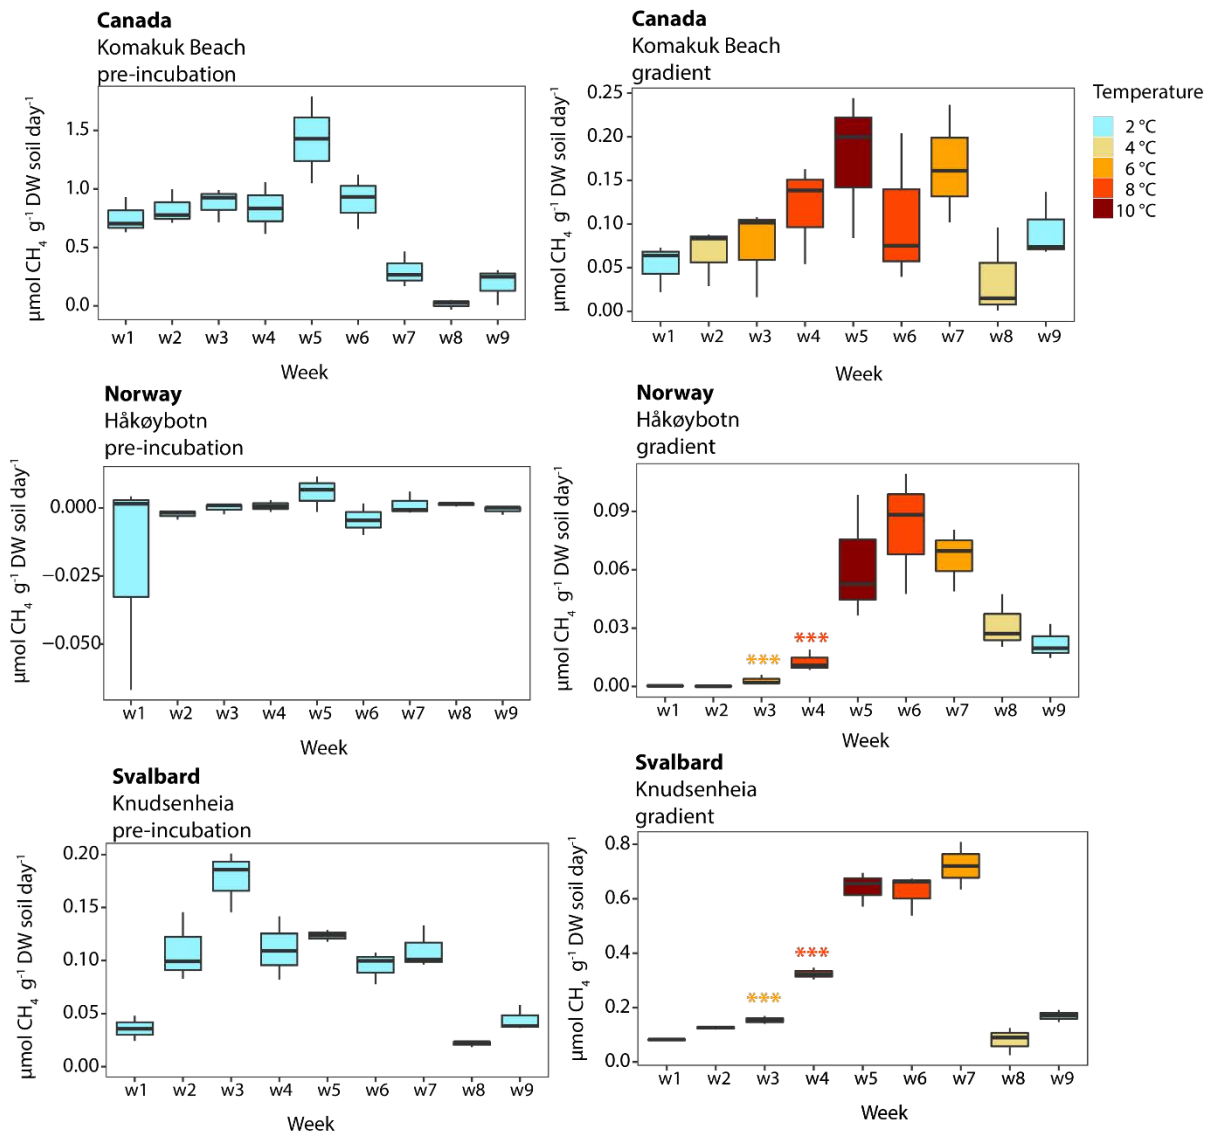 Canada
Komakuk Beach
pre-incubation
µmol CH₄ g⁻¹ DW soil day⁻¹
1.5
1.0
0.5
0.0
w1 w2 w3 w4 w5 w6 w7 w8 w9
Week
Canada
Komakuk Beach
gradient
µmol CH₄ g⁻¹ DW soil day⁻¹
0.25
0.20
0.15
0.10
0.05
0.00
w1 w2 w3 w4 w5 w6 w7 w8 w9
Week
Temperature
2 °C
4 °C
6 °C
8 °C
10 °C
Norway
Håkøybotn
pre-incubation
µmol CH₄ g⁻¹ DW soil day⁻¹
0.000
−0.025
−0.050
w1 w2 w3 w4 w5 w6 w7 w8 w9
Week
Norway
Håkøybotn
gradient
µmol CH₄ g⁻¹ DW soil day⁻¹
0.09
0.06
0.03
0.00
***
***
w1 w2 w3 w4 w5 w6 w7 w8 w9
Week
Svalbard
Knudsenheia
pre-incubation
µmol CH₄ g⁻¹ DW soil day⁻¹
0.20
0.15
0.10
0.05
0.00
w1 w2 w3 w4 w5 w6 w7 w8 w9
Week
Svalbard
Knudsenheia
gradient
µmol CH₄ g⁻¹ DW soil day⁻¹
0.8
0.6
0.4
0.2
0.0
***
***
w1 w2 w3 w4 w5 w6 w7 w8 w9
Week